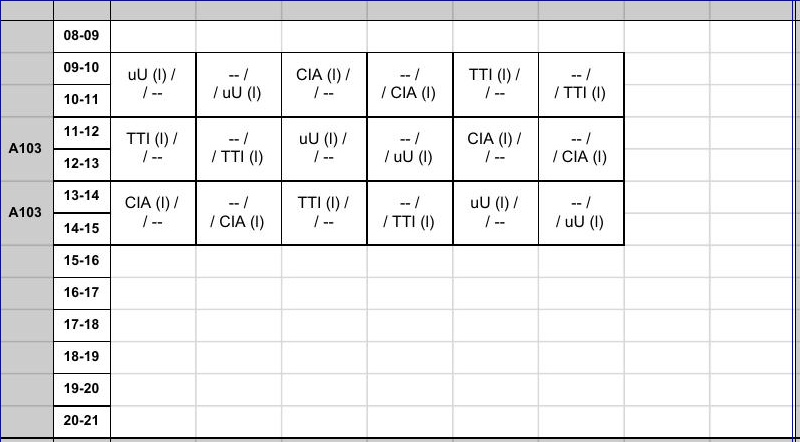 08-09
09-10
10-11
uU (l) /
/ --
-- /
/ uU (l)
CIA (l) /
/ --
-- /
/ CIA (l)
TTI (l) /
/ --
-- /
/ TTI (l)
A103
11-12
12-13
TTI (l) /
/ --
-- /
/ TTI (l)
uU (l) /
/ --
-- /
/ uU (l)
CIA (l) /
/ --
-- /
/ CIA (l)
A103
13-14
14-15
CIA (l) /
/ --
-- /
/ CIA (l)
TTI (l) /
/ --
-- /
/ TTI (l)
uU (l) /
/ --
-- /
/ uU (l)
15-16
16-17
17-18
18-19
19-20
20-21